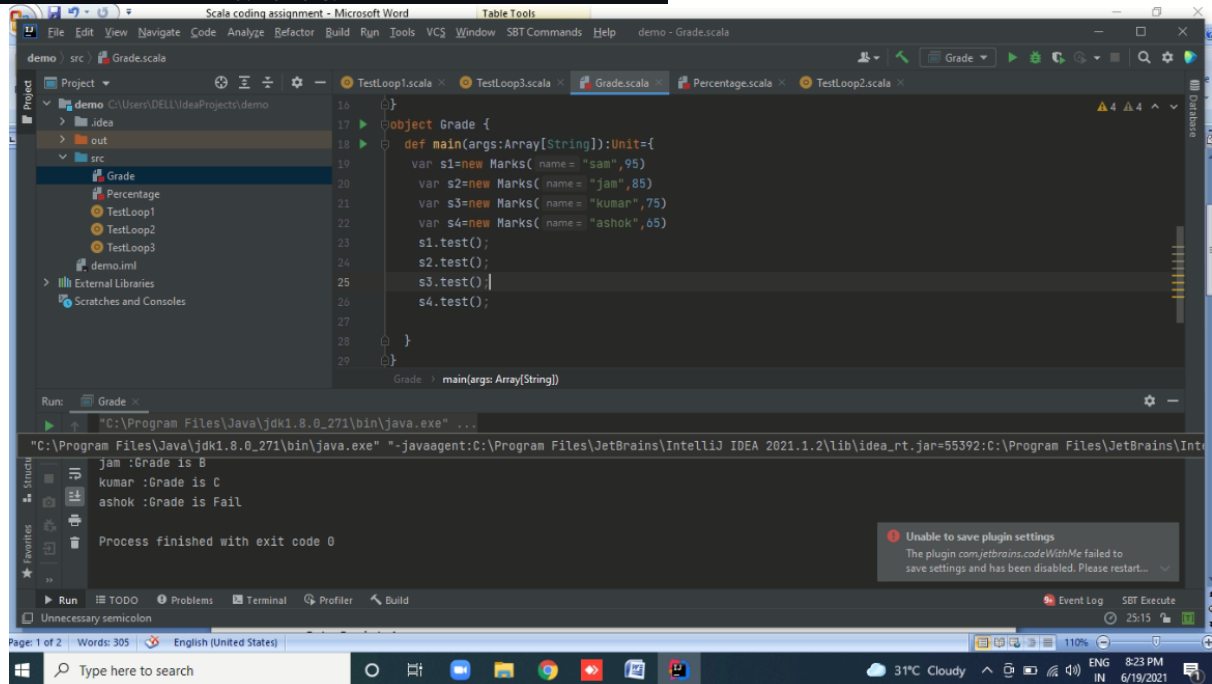 Scala coding assignment - Microsoft Word Table Tools
File Edit View Navigate Code Analyze Refactor Build Run Tools VCS Window SBT Commands Help demo - Grade.scala
demo src Grade.scala Grade
Project TestLoop1.scala TestLoop3.scala Grade.scala Percentage.scala TestLoop2.scala
Project
Database
demo C:\Users\DELL\IdeaProjects\demo
.idea
out
src
Grade
Percentage
TestLoop1
TestLoop2
TestLoop3
demo.iml
External Libraries
Scratches and Consoles
4 4
16 }
17 object Grade {
18 def main(args:Array[String]):Unit={
19 var s1=new Marks( name = "sam",95)
20 var s2=new Marks( name = "jam",85)
21 var s3=new Marks( name = "kumar",75)
22 var s4=new Marks( name = "ashok",65)
23 s1.test();
24 s2.test();
25 s3.test();
26 s4.test();
27
28 }
29 }
Grade main(args: Array[String])
Run: Grade
"C:\Program Files\Java\jdk1.8.0_271\bin\java.exe" ...
"C:\Program Files\Java\jdk1.8.0_271\bin\java.exe" "-javaagent:C:\Program Files\JetBrains\IntelliJ IDEA 2021.1.2\lib\idea_rt.jar=55392:C:\Program Files\JetBrains\Inte
jam :Grade is B
kumar :Grade is C
ashok :Grade is Fail
Process finished with exit code 0
Structu
Favorites
Unable to save plugin settings
The plugin com.jetbrains.codeWithMe failed to
save settings and has been disabled. Please restart...
Run TODO Problems Terminal Profiler Build Event Log SBT Execute
Unnecessary semicolon 25:15
Page: 1 of 2 Words: 305 English (United States) 110%
Type here to search 31°C Cloudy ENG 8:23 PM
IN 6/19/2021